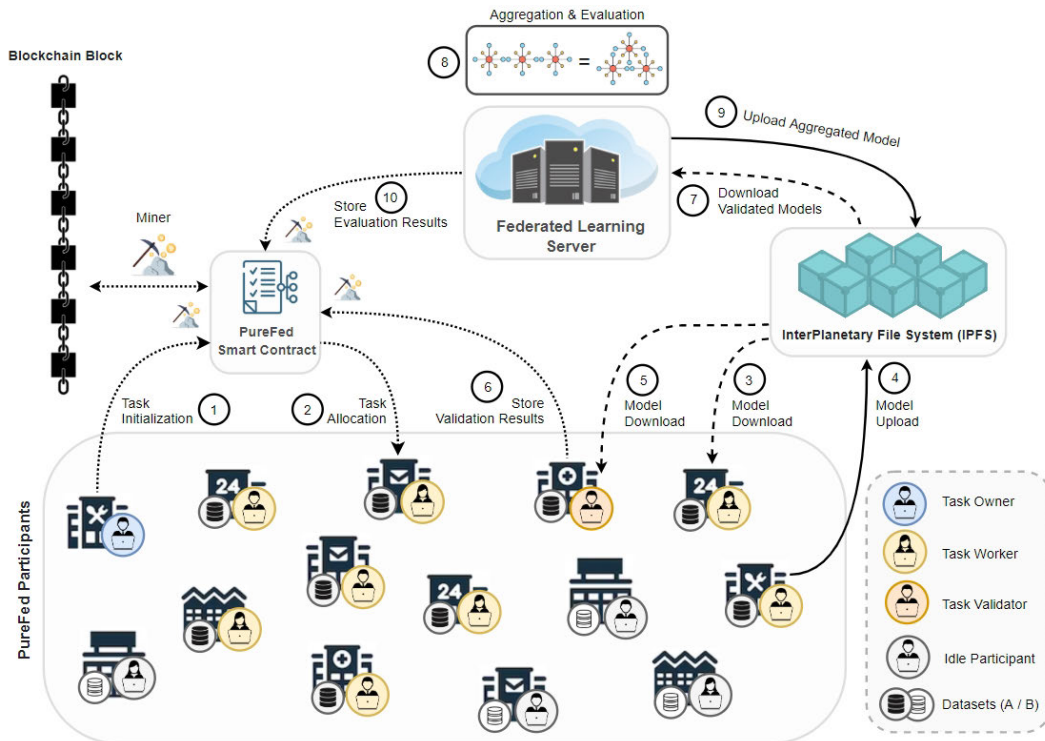 Aggregation & Evaluation
Blockchain Block
8
=
9
Upload Aggregated Model
10
Store
Evaluation Results
7
Download
Validated Models
Miner
Federated Learning
Server
PureFed
Smart Contract
InterPlanetary File System (IPFS)
Task
Initialization
1
2
Task
Allocation
6
Store
Validation Results
5
Model
Download
3
Model
Download
4
Model
Upload
PureFed Participants
24
24
24
Task Owner
Task Worker
Task Validator
Idle Participant
Datasets (A / B)